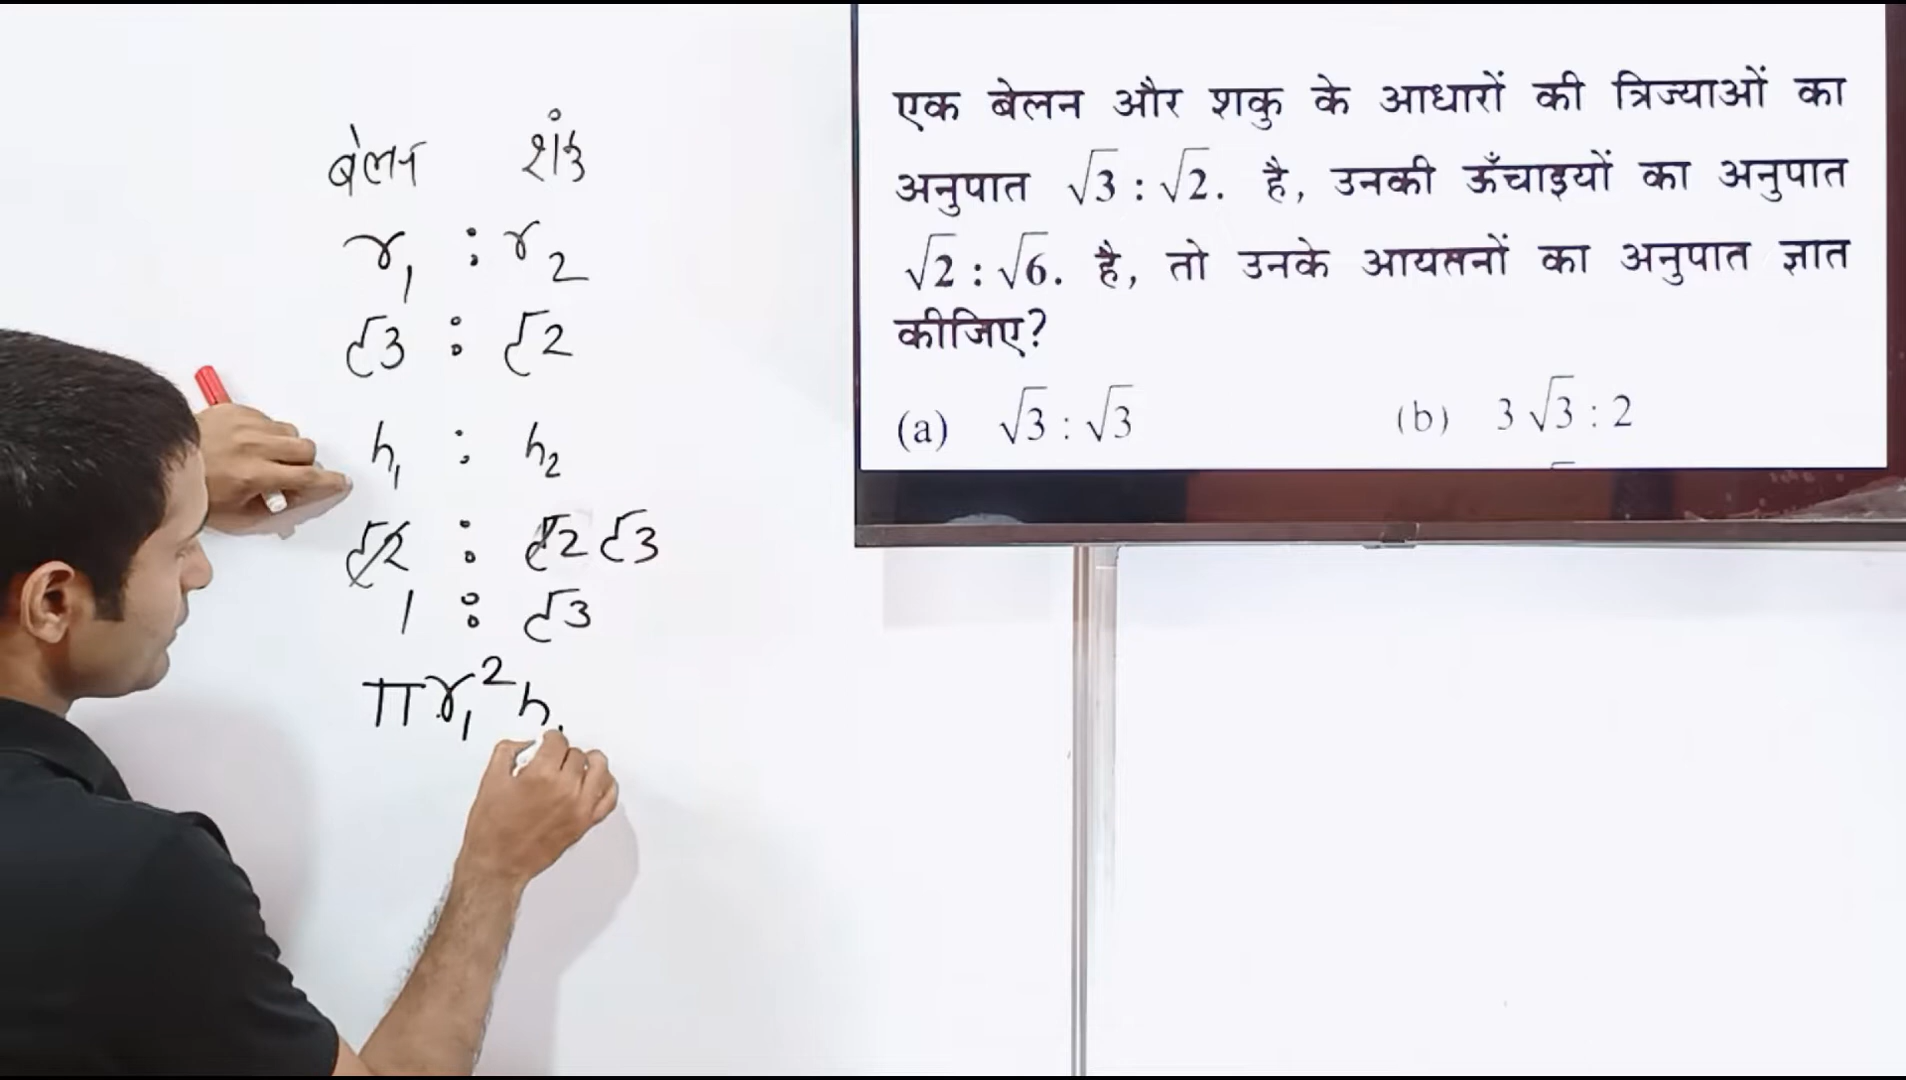 बेलन शंकु
r₁ : r₂
√3 : √2
h₁ : h₂
√2 : √2 √3
1 : √3
πr₁²h
एक बेलन और शकु के आधारों की त्रिज्याओं का
अनुपात √3 : √2. है, उनकी ऊँचाइयों का अनुपात
√2 : √6. है, तो उनके आयतनों का अनुपात ज्ञात
कीजिए?
(a) √3 : √3 (b) 3 √3 : 2